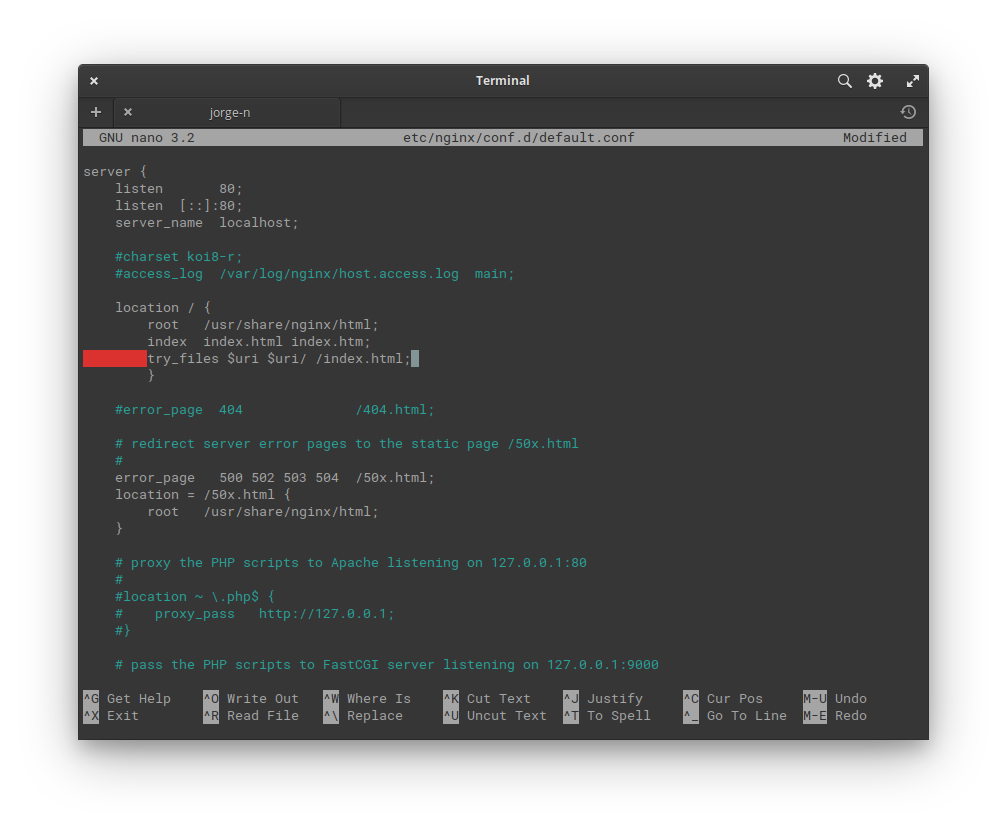 Terminal
jorge-n
GNU nano 3.2 etc/nginx/conf.d/default.conf Modified
server {
    listen       80;
    listen  [::]:80;
    server_name  localhost;
    #charset koi8-r;
    #access_log  /var/log/nginx/host.access.log  main;
    location / {
        root   /usr/share/nginx/html;
        index  index.html index.htm;
        try_files $uri $uri/ /index.html;
        }
    #error_page  404              /404.html;
    # redirect server error pages to the static page /50x.html
    #
    error_page   500 502 503 504  /50x.html;
    location = /50x.html {
        root   /usr/share/nginx/html;
    }
    # proxy the PHP scripts to Apache listening on 127.0.0.1:80
    #
    #location ~ \.php$ {
    #    proxy_pass   http://127.0.0.1;
    #}
    # pass the PHP scripts to FastCGI server listening on 127.0.0.1:9000
^G Get Help ^O Write Out ^W Where Is ^K Cut Text ^J Justify ^C Cur Pos M-U Undo
^X Exit ^R Read File ^\ Replace ^U Uncut Text ^T To Spell ^_ Go To Line M-E Redo